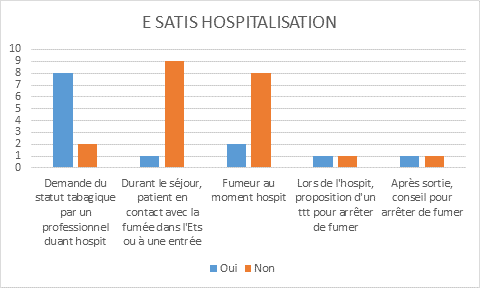 E SATIS HOSPITALISATION
10
9
8
7
6
5
4
3
2
1
0
Demande du
statut tabagique
par un
professionnel
duant hospit
Durant le séjour,
patient en
contact avec la
fumée dans l'Ets
ou à une entrée
Fumeur au
moment hospit
Lors de l'hospit,
proposition d'un
ttt pour arrêter
de fumer
Après sortie,
conseil pour
arrêter de fumer
Oui Non